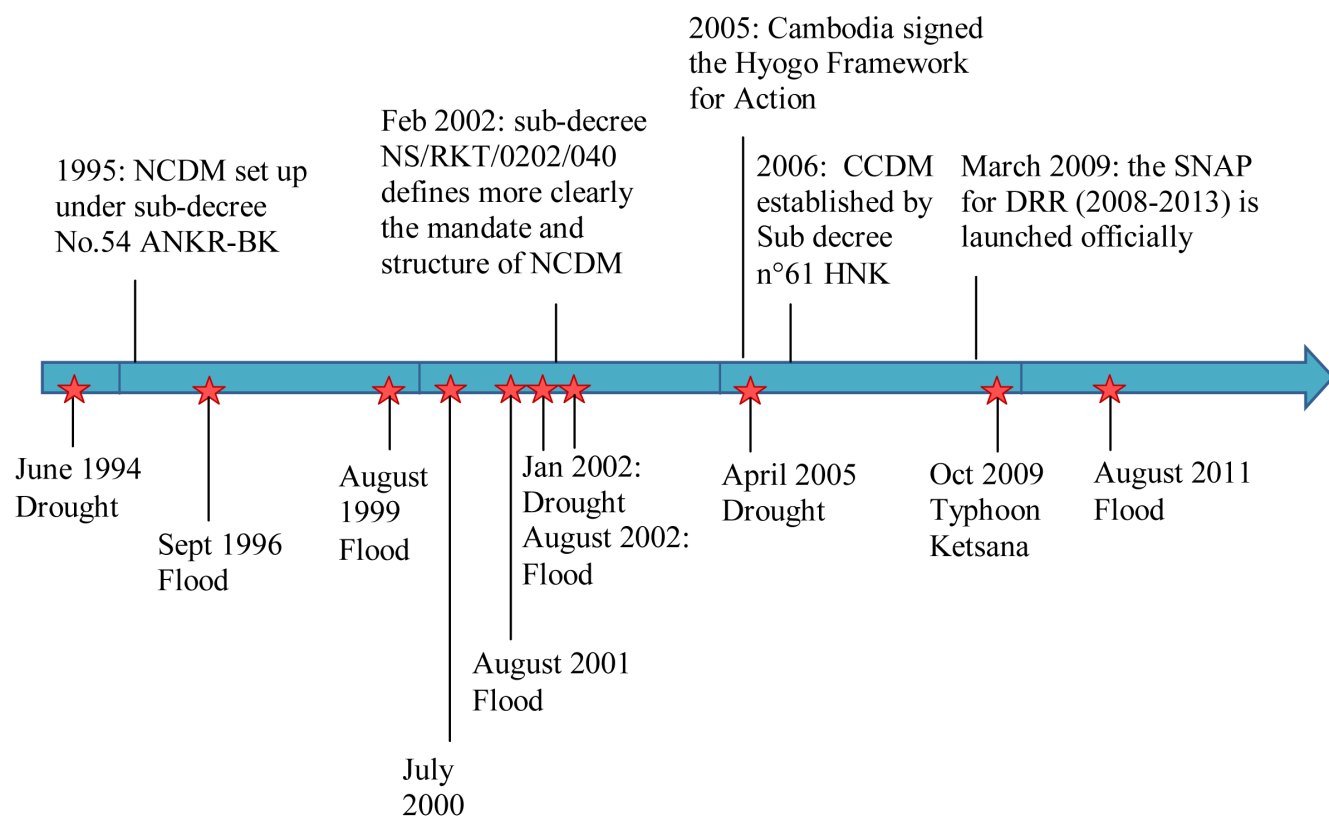 2005: Cambodia signed
the Hyogo Framework
for Action
Feb 2002: sub-decree
NS/RKT/0202/040
defines more clearly
the mandate and
structure of NCDM
1995: NCDM set up
under sub-decree
No.54 ANKR-BK
2006: CCDM
established by
Sub decree
n°61 HNK
March 2009: the SNAP
for DRR (2008-2013) is
launched officially
June 1994
Drought
Sept 1996
Flood
August
1999
Flood
July
2000
August 2001
Flood
Jan 2002:
Drought
August 2002:
Flood
April 2005
Drought
Oct 2009
Typhoon
Ketsana
August 2011
Flood